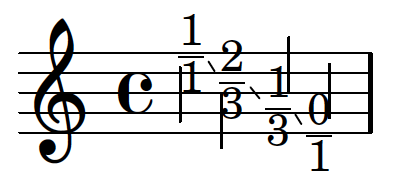 1/1 \ 2/3 \ 1/3 \ 0/1